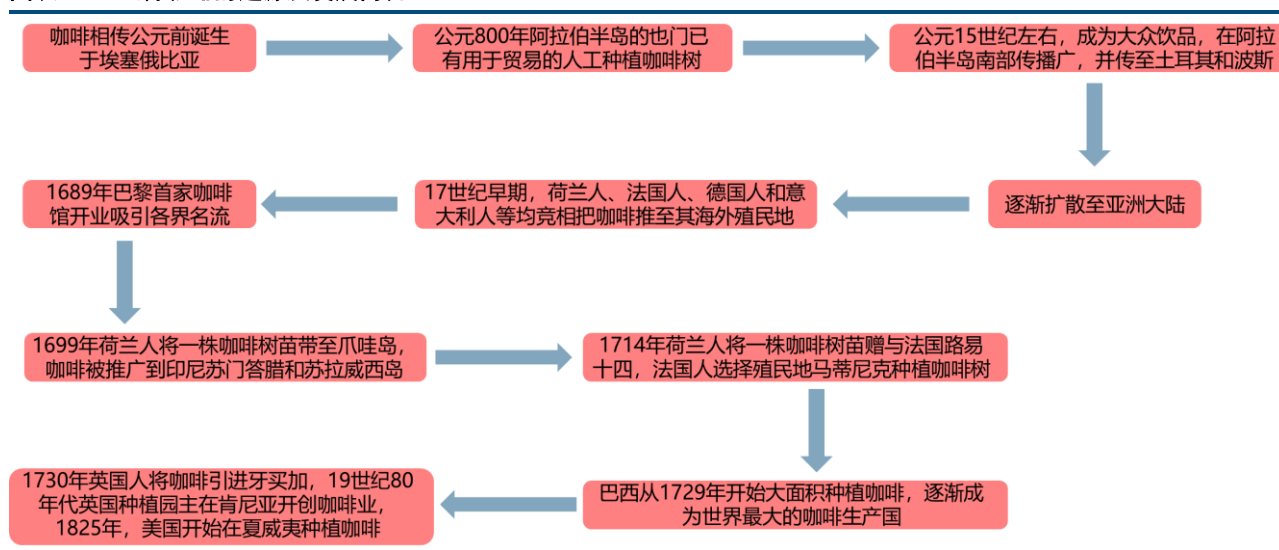 咖啡相传公元前诞生
于埃塞俄比亚
公元800年阿拉伯半岛的也门已
有用于贸易的人工种植咖啡树
公元15世纪左右，成为大众饮品，在阿拉
伯半岛南部传播广，并传至土耳其和波斯
逐渐扩散至亚洲大陆
17世纪早期，荷兰人、法国人、德国人和意
大利人等均竞相把咖啡推至其海外殖民地
1689年巴黎首家咖啡
馆开业吸引各界名流
1699年荷兰人将一株咖啡树苗带至爪哇岛，
咖啡被推广到印尼苏门答腊和苏拉威西岛
1714年荷兰人将一株咖啡树苗赠与法国路易
十四，法国人选择殖民地马蒂尼克种植咖啡树
巴西从1729年开始大面积种植咖啡，逐渐成
为世界最大的咖啡生产国
1730年英国人将咖啡引进牙买加，19世纪80
年代英国种植园主在肯尼亚开创咖啡业，
1825年，美国开始在夏威夷种植咖啡